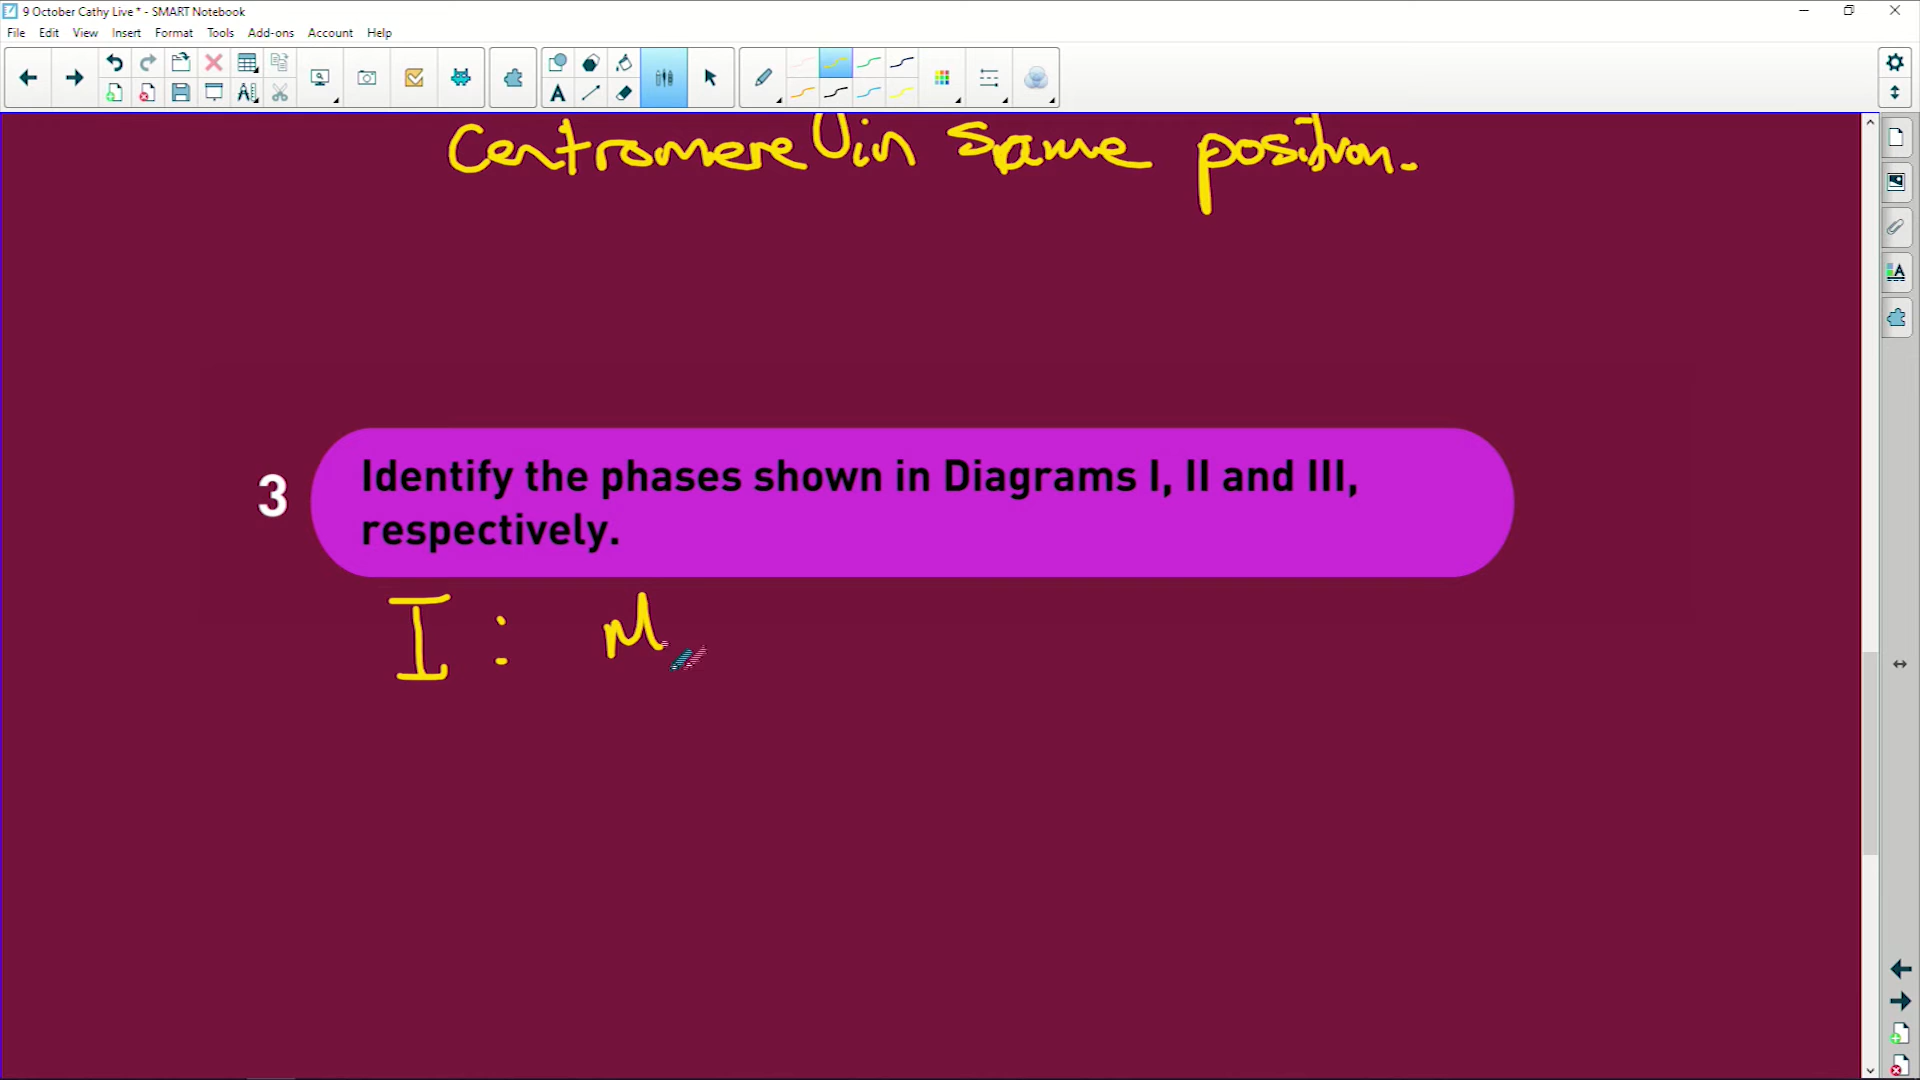 9 October Cathy Live * - SMART Notebook
File Edit View Insert Format Tools Add-ons Account Help
Centromere in same position.
3 Identify the phases shown in Diagrams I, II and III,
respectively.
I : M